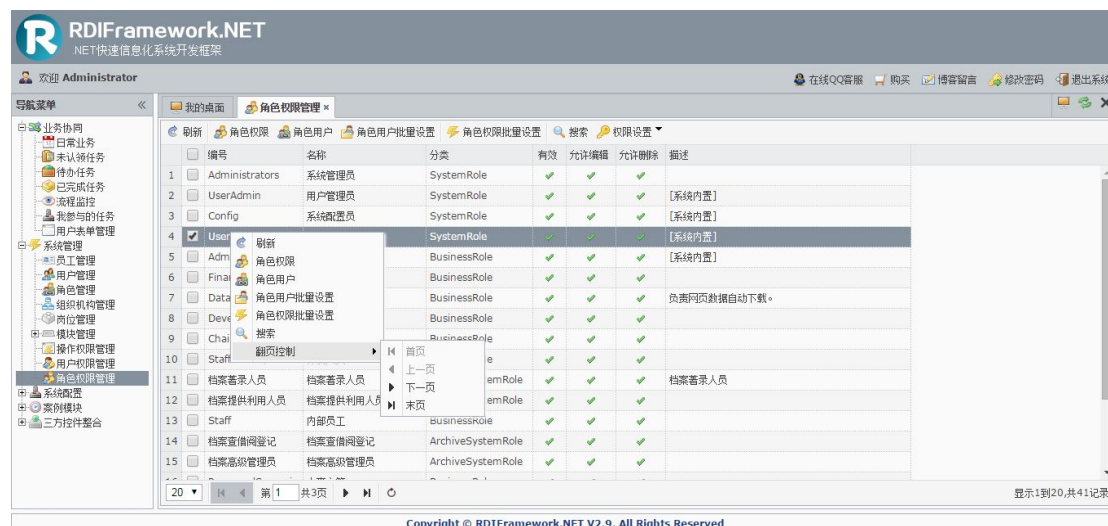 RDIFramework.NET
.NET快速信息化系统开发框架
欢迎 Administrator
在线QQ客服 购买 博客留言 修改密码 退出系统
导航菜单 «
我的桌面 角色权限管理 ×
刷新 角色权限 角色用户 角色用户批量设置 角色权限批量设置 搜索 权限设置
业务协同
日常业务
未认领任务
待办任务
已完成任务
流程监控
我参与的任务
用户表单管理
系统管理
员工管理
用户管理
角色管理
组织机构管理
岗位管理
模块管理
操作权限管理
用户权限管理
角色权限管理
系统配置
案例模块
三方控件整合
编号 名称 分类 有效 允许编辑 允许删除 描述
1 Administrators 系统管理员 SystemRole
2 UserAdmin 用户管理员 SystemRole [系统内置]
3 Config 系统配置员 SystemRole [系统内置]
4 User SystemRole [系统内置]
5 Adm BusinessRole [系统内置]
6 Finan BusinessRole
7 Data BusinessRole 负责网页数据自动下载。
8 Deve BusinessRole
9 Chai BusinessRole
10 Staff e
11 档案著录人员 档案著录人员 emRole 档案著录人员
12 档案提供利用人员 档案提供利用人员 emRole
13 Staff 内部员工 BusinessRole
14 档案查借阅登记 档案查借阅登记 ArchiveSystemRole
15 档案高级管理员 档案高级管理员 ArchiveSystemRole
刷新
角色权限
角色用户
角色用户批量设置
角色权限批量设置
搜索
翻页控制
首页
上一页
下一页
末页
20 第 1 共3页 显示1到20,共41记录
Copyright © RDIFramework.NET V2.9. All Rights Reserved